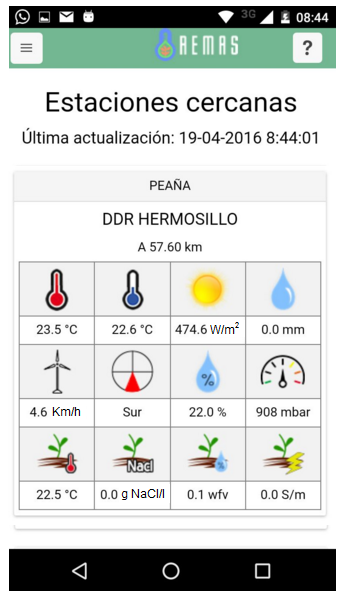 3G 08:44
REMAS ?
Estaciones cercanas
Última actualización: 19-04-2016 8:44:01
PEAÑA
DDR HERMOSILLO
A 57.60 km
23.5 °C 22.6 °C 474.6 W/m² 0.0 mm
%
4.6 Km/h Sur 22.0 % 908 mbar
Nacl
22.5 °C 0.0 g NaCl/l 0.1 wfv 0.0 S/m